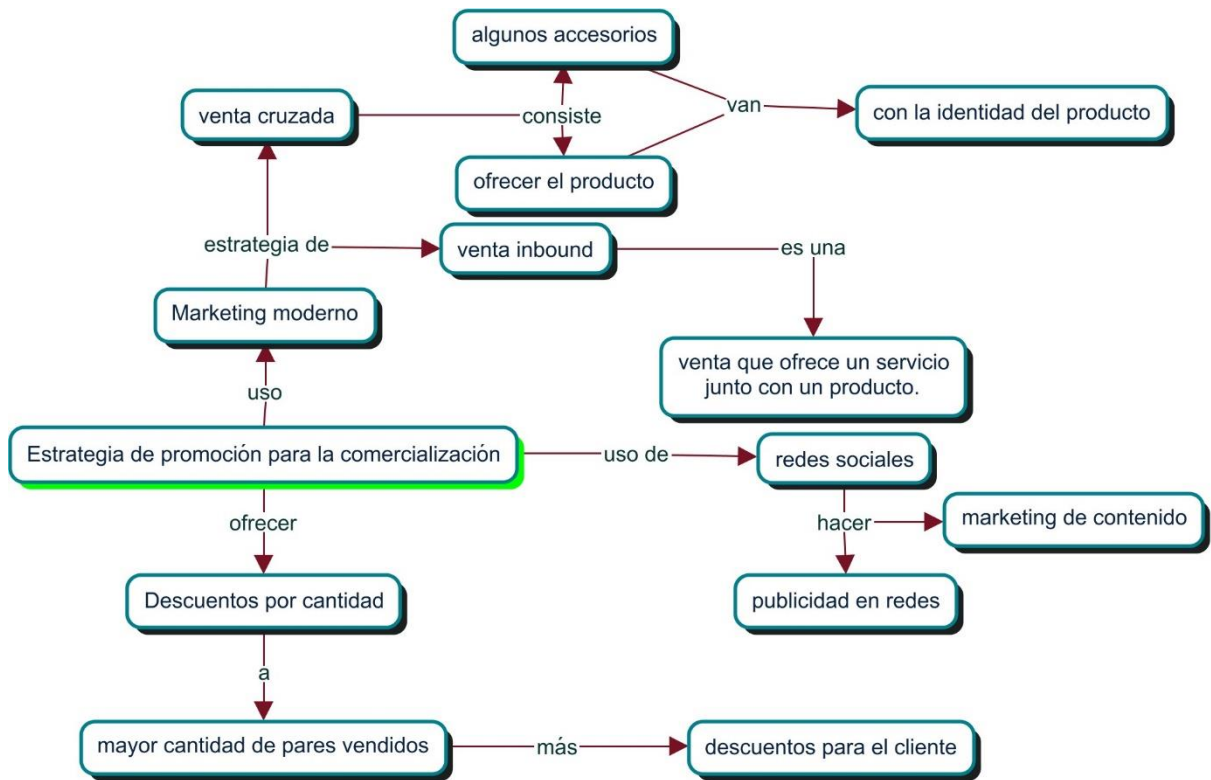 algunos accesorios
venta cruzada
consiste
van
con la identidad del producto
ofrecer el producto
estrategia de
venta inbound
es una
Marketing moderno
venta que ofrece un servicio
junto con un producto.
uso
Estrategia de promoción para la comercialización
uso de
redes sociales
ofrecer
hacer
marketing de contenido
Descuentos por cantidad
publicidad en redes
a
mayor cantidad de pares vendidos
más
descuentos para el cliente